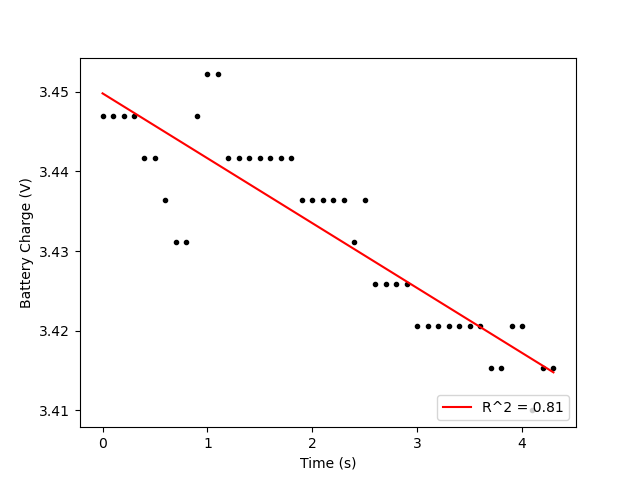 3.45
3.44
3.43
3.42
3.41
Battery Charge (V)
R^2 = 0.81
0 1 2 3 4
Time (s)